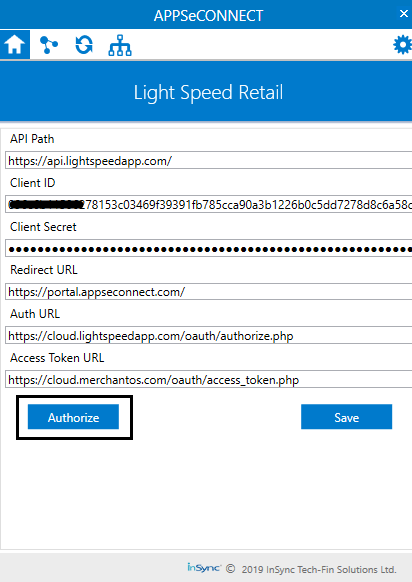 APPSeCONNECT
Light Speed Retail
API Path
https://api.lightspeedapp.com/
Client ID
278153c03469f39391fb785cca90a3b1226b0c5dd7278d8c6a58c
Client Secret
Redirect URL
https://portal.appseconnect.com/
Auth URL
https://cloud.lightspeedapp.com/oauth/authorize.php
Access Token URL
https://cloud.merchantos.com/oauth/access_token.php
Authorize Save
inSync © 2019 InSync Tech-Fin Solutions Ltd.